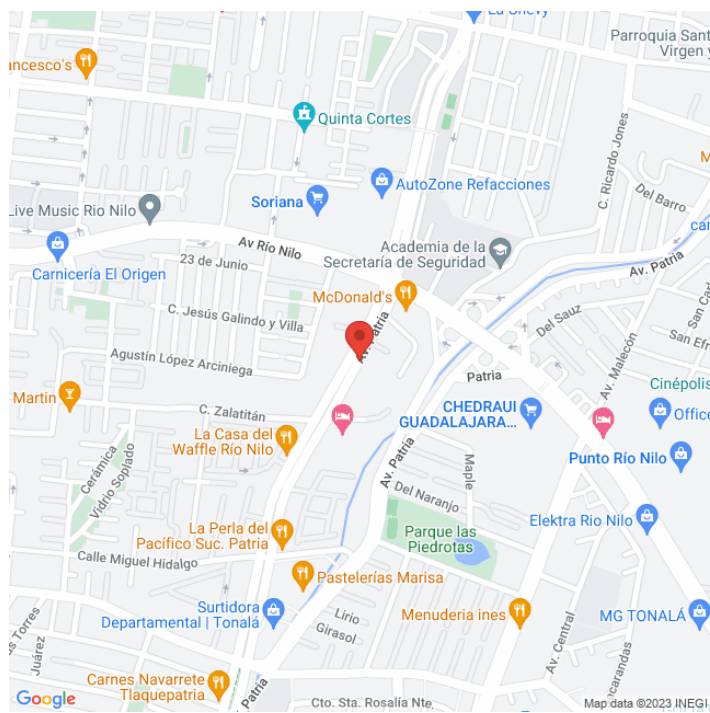 La Chevy
Parroquia Sant
Virgen y
ancesco's
Quinta Cortes
C. Ricardo Jones
M
Del Barro
AutoZone Refacciones
Soriana
Live Music Rio Nilo
Av Río Nilo
Academia de la
Secretaría de Seguridad
car
Av. Patria
Carnicería El Origen
23 de Junio
McDonald's
San Carl
C. Jesús Galindo y Villa
Del Sauz
San Efr
Av. Patria
Agustín López Arciniega
Patria
Av. Malecón
Cinépolis
Martin
C. Zalatitán
CHEDRAUI
GUADALAJARA...
Office
La Casa del
Waffle Río Nilo
Av. Patria
Maple
Punto Río Nilo
Cerámica
Vidrio Soplado
Del Naranjo
Elektra Rio Nilo
La Perla del
Pacífico Suc. Patria
Parque las
Piedrotas
Calle Miguel Hidalgo
Pastelerías Marisa
Surtidora
Departamental | Tonalá
Lirio
Girasol
Menuderia ines
MG TONALÁ
as Torres
Juárez
Av. Central
Jacarandas
Carnes Navarrete
Tlaquepatria
Patria
Cto. Sta. Rosalía Nte.
Google
Map data ©2023 INEGI